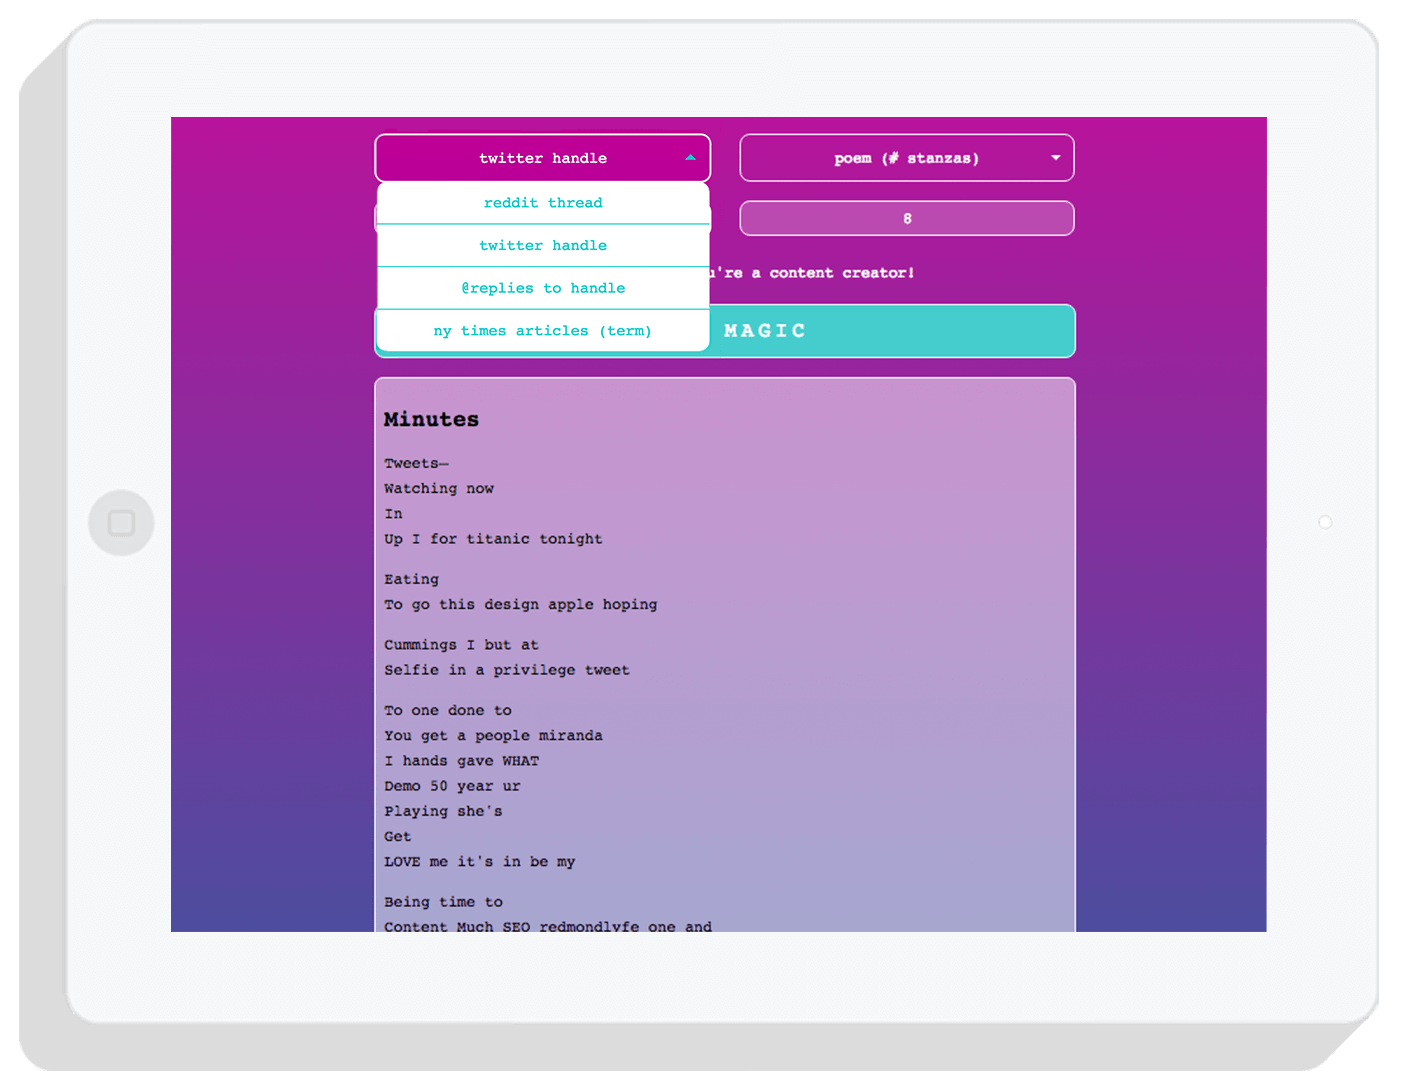 twitter handle
poem (# stanzas)
reddit thread
twitter handle
@replies to handle
ny times articles (term)
8
're a content creator!
MAGIC
Minutes
Tweets—
Watching now
In
Up I for titanic tonight
Eating
To go this design apple hoping
Cummings I but at
Selfie in a privilege tweet
To one done to
You get a people miranda
I hands gave WHAT
Demo 50 year ur
Playing she's
Get
LOVE me it's in be my
Being time to
Content Much SEO redmondlyfe one and